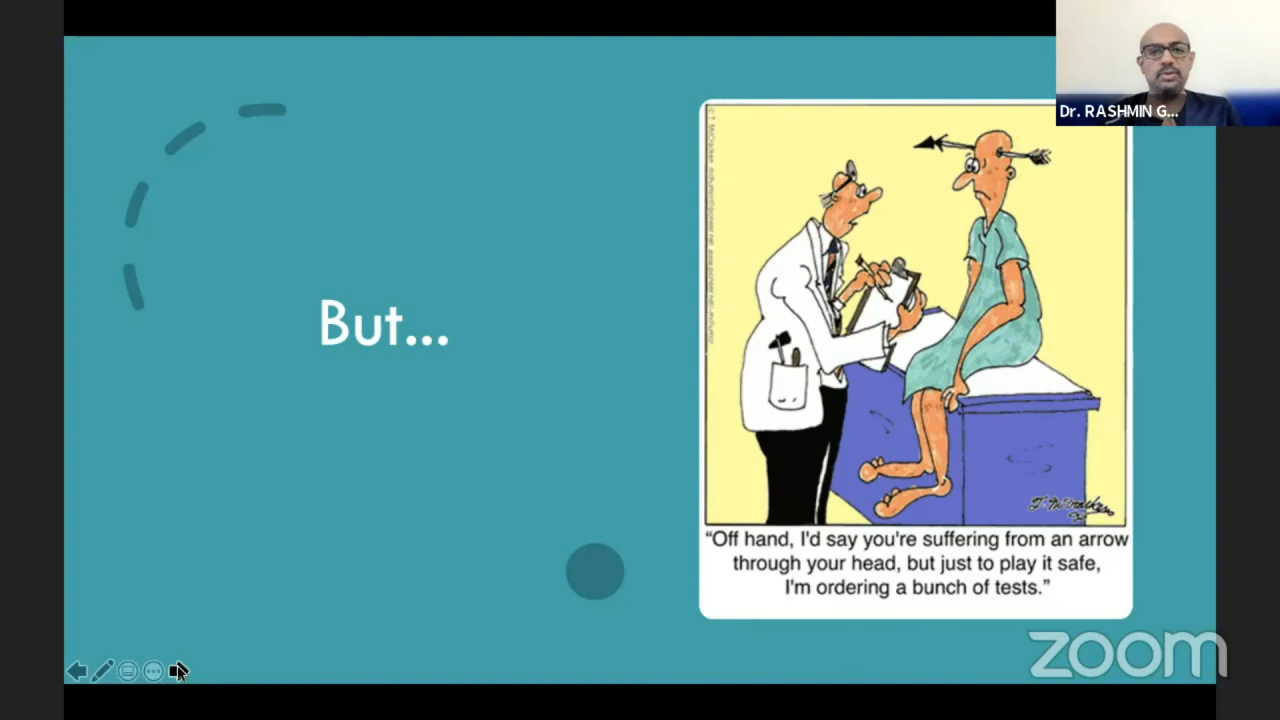 Dr. RASHMIN G...
But...
“Off hand, I'd say you're suffering from an arrow
through your head, but just to play it safe,
I'm ordering a bunch of tests.”
zoom